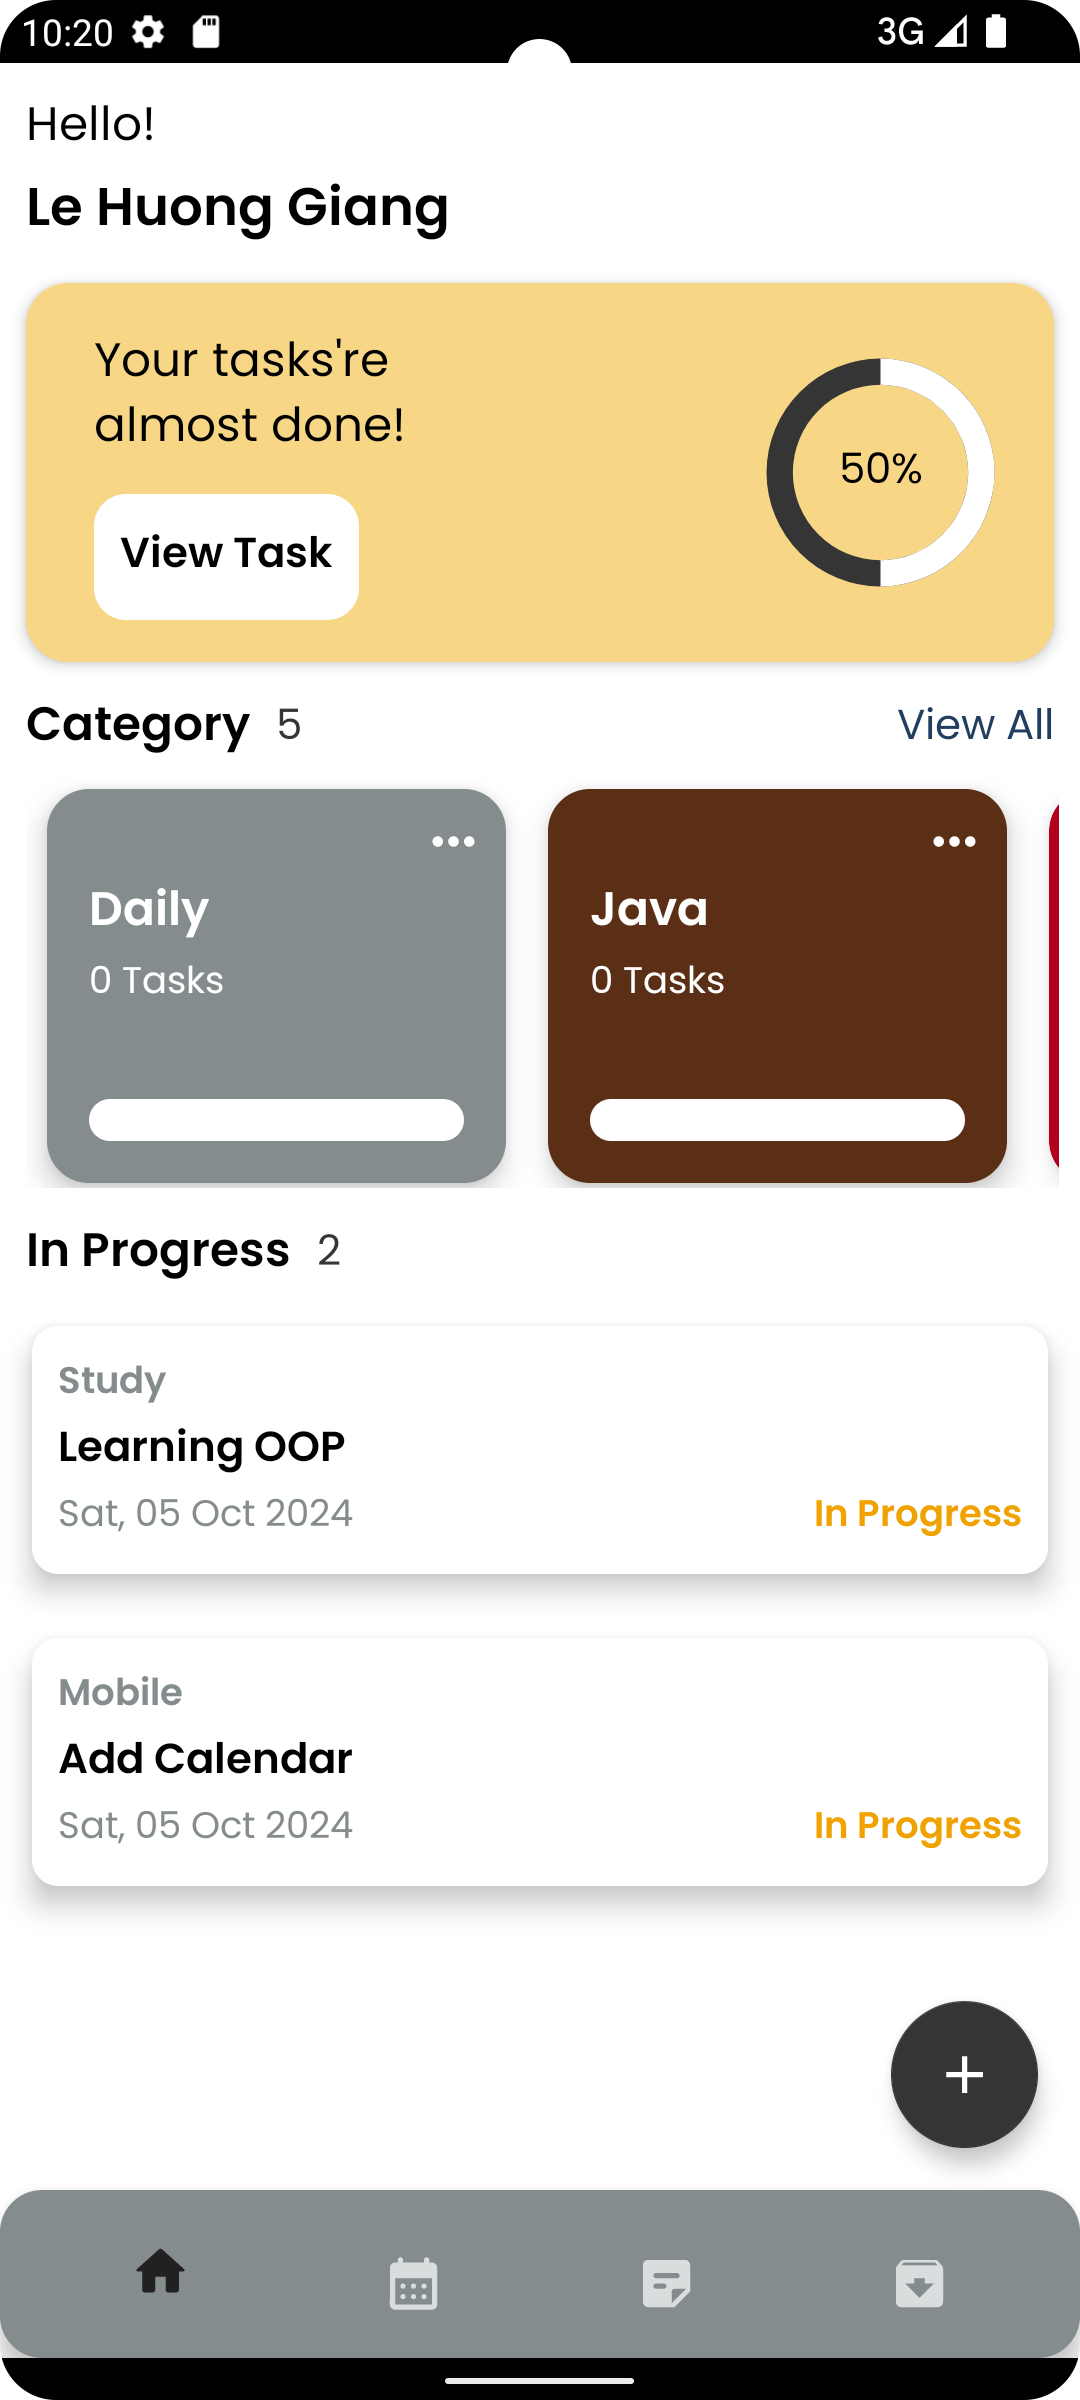 10:20 3G
Hello!
Le Huong Giang
Your tasks're
almost done!
50%
View Task
Category 5 View All
Daily
0 Tasks
Java
0 Tasks
In Progress 2
Study
Learning OOP
Sat, 05 Oct 2024 In Progress
Mobile
Add Calendar
Sat, 05 Oct 2024 In Progress